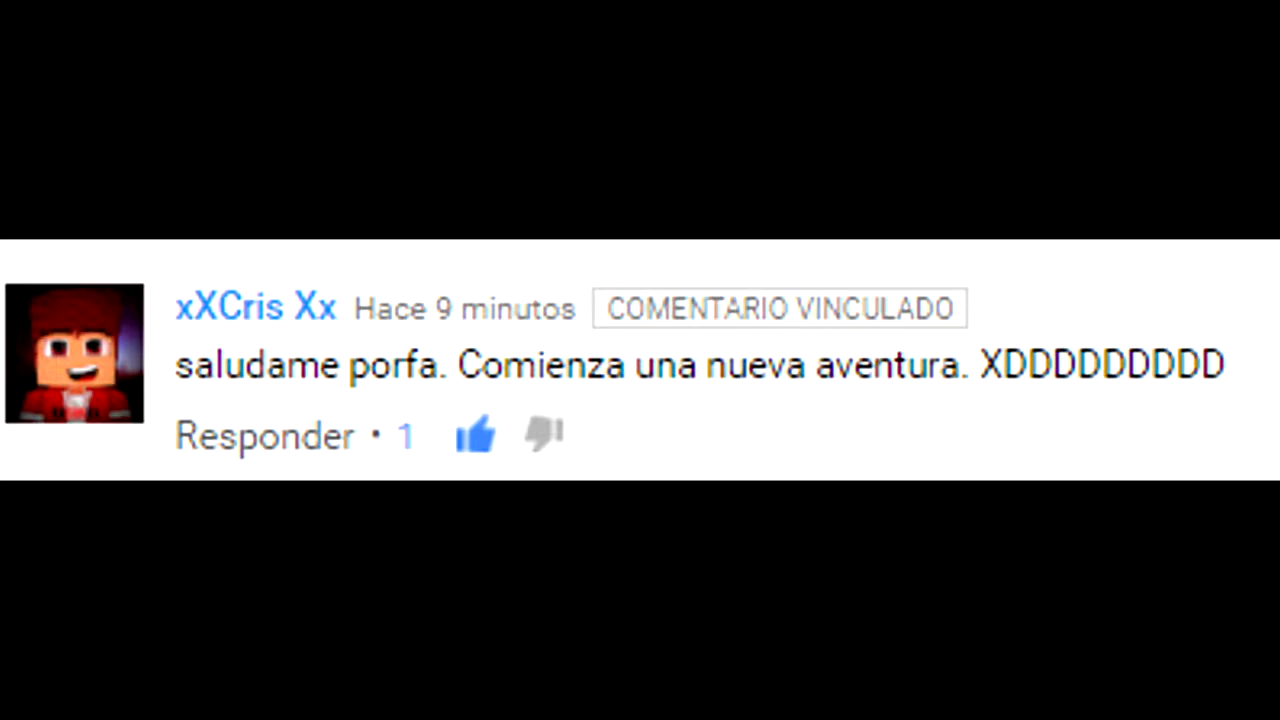 xXCris Xx Hace 9 minutos COMENTARIO VINCULADO
saludame porfa. Comienza una nueva aventura. XDDDDDDDDD
Responder • 1